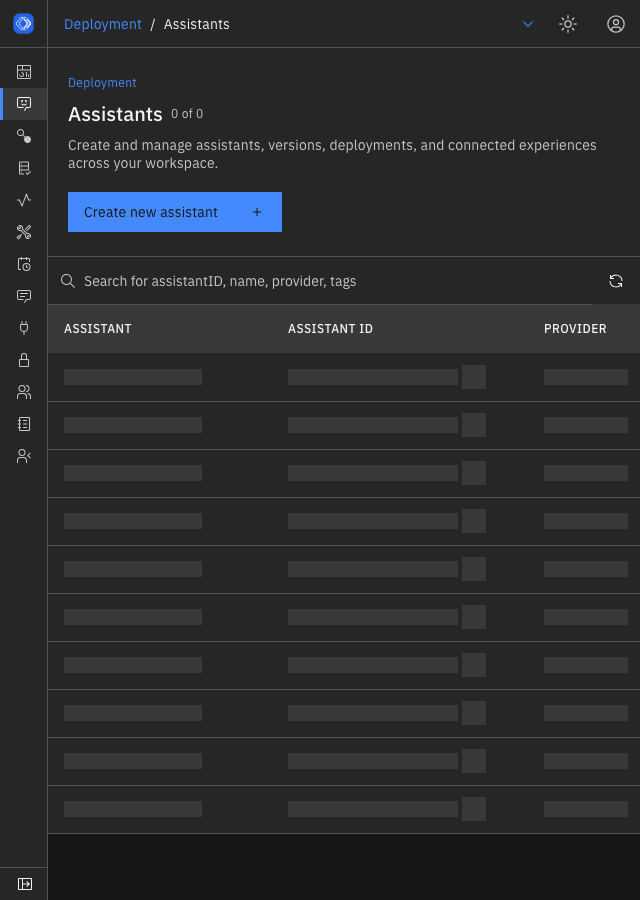 Deployment / Assistants
Deployment
Assistants 0 of 0
Create and manage assistants, versions, deployments, and connected experiences
across your workspace.
Create new assistant +
Search for assistantID, name, provider, tags
ASSISTANT ASSISTANT ID PROVIDER